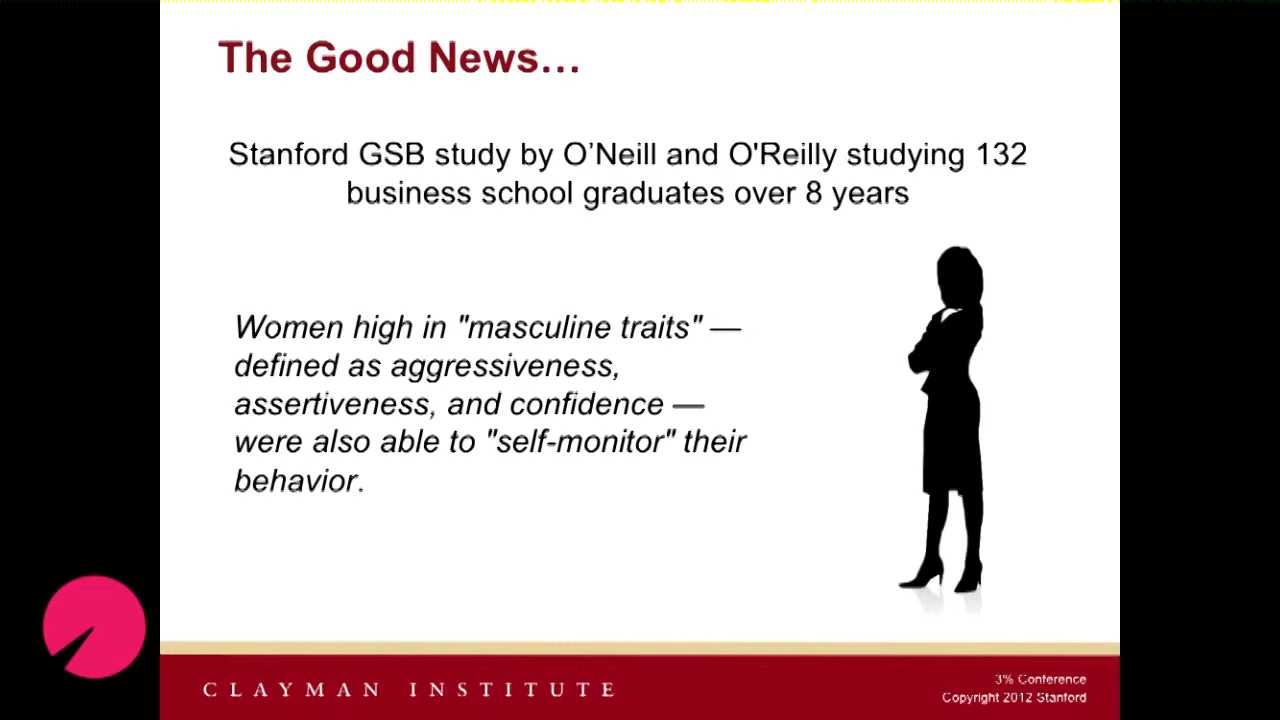 The Good News…
Stanford GSB study by O’Neill and O'Reilly studying 132
business school graduates over 8 years
Women high in "masculine traits" —
defined as aggressiveness,
assertiveness, and confidence —
were also able to "self-monitor" their
behavior.
CLAYMAN INSTITUTE
3% Conference
Copyright 2012 Stanford